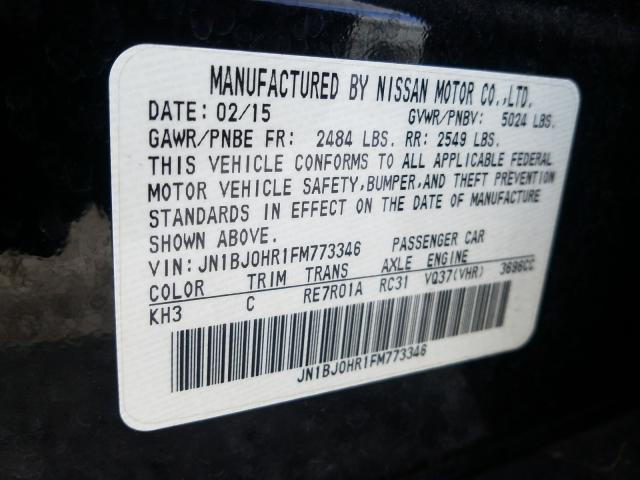 MANUFACTURED BY NISSAN MOTOR CO.,LTD.
DATE: 02/15 GVWR/PNBV: 5024 LBS.
GAWR/PNBE FR: 2484 LBS. RR: 2549 LBS.
THIS VEHICLE CONFORMS TO ALL APPLICABLE FEDERAL
MOTOR VEHICLE SAFETY,BUMPER,AND THEFT PREVENTION
STANDARDS IN EFFECT ON THE DATE OF MANUFACTURE
SHOWN ABOVE.
VIN:JN1BJ0HR1FM773346 PASSENGER CAR
COLOR TRIM TRANS AXLE ENGINE
KH3 C RE7R01A RC31 VQ37(VHR) 3696CC
JN1BJ0HR1FM773346